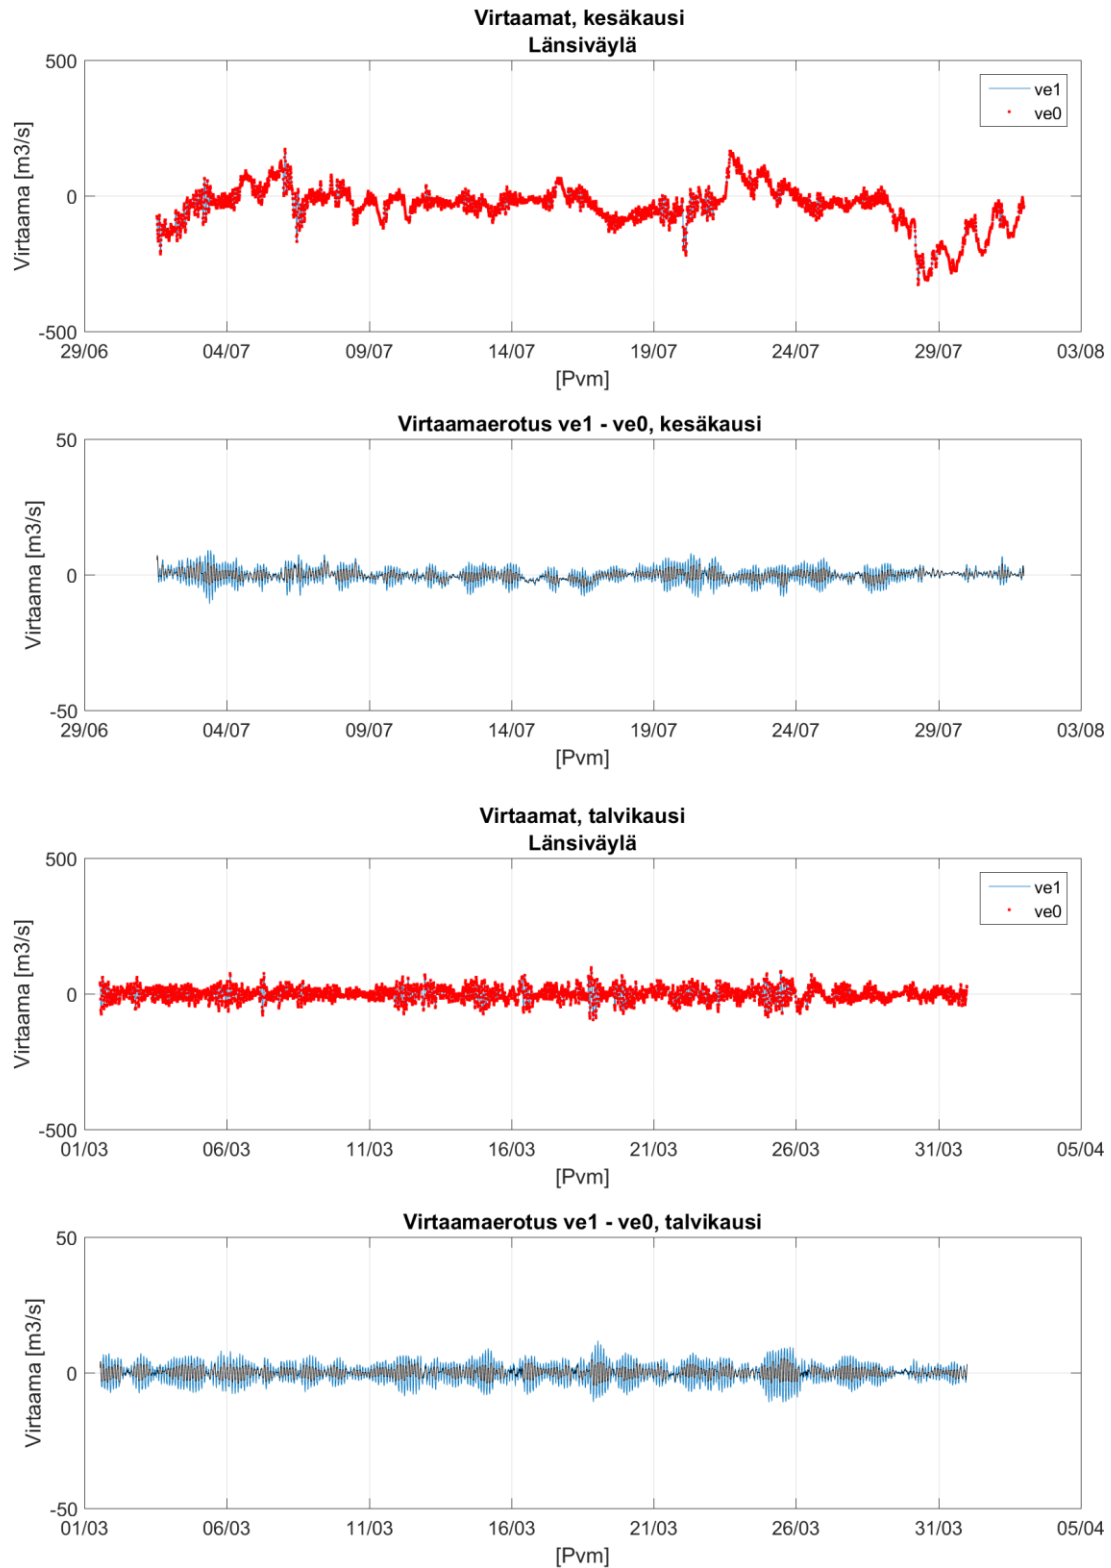 Virtaamat, kesäkausi
Länsiväylä
500
0
-500
Virtaama [m3/s]
ve1
ve0
29/06 04/07 09/07 14/07 19/07 24/07 29/07 03/08
[Pvm]
Virtaamaerotus ve1 - ve0, kesäkausi
50
0
-50
Virtaama [m3/s]
29/06 04/07 09/07 14/07 19/07 24/07 29/07 03/08
[Pvm]
Virtaamat, talvikausi
Länsiväylä
500
0
-500
Virtaama [m3/s]
ve1
ve0
01/03 06/03 11/03 16/03 21/03 26/03 31/03 05/04
[Pvm]
Virtaamaerotus ve1 - ve0, talvikausi
50
0
-50
Virtaama [m3/s]
01/03 06/03 11/03 16/03 21/03 26/03 31/03 05/04
[Pvm]